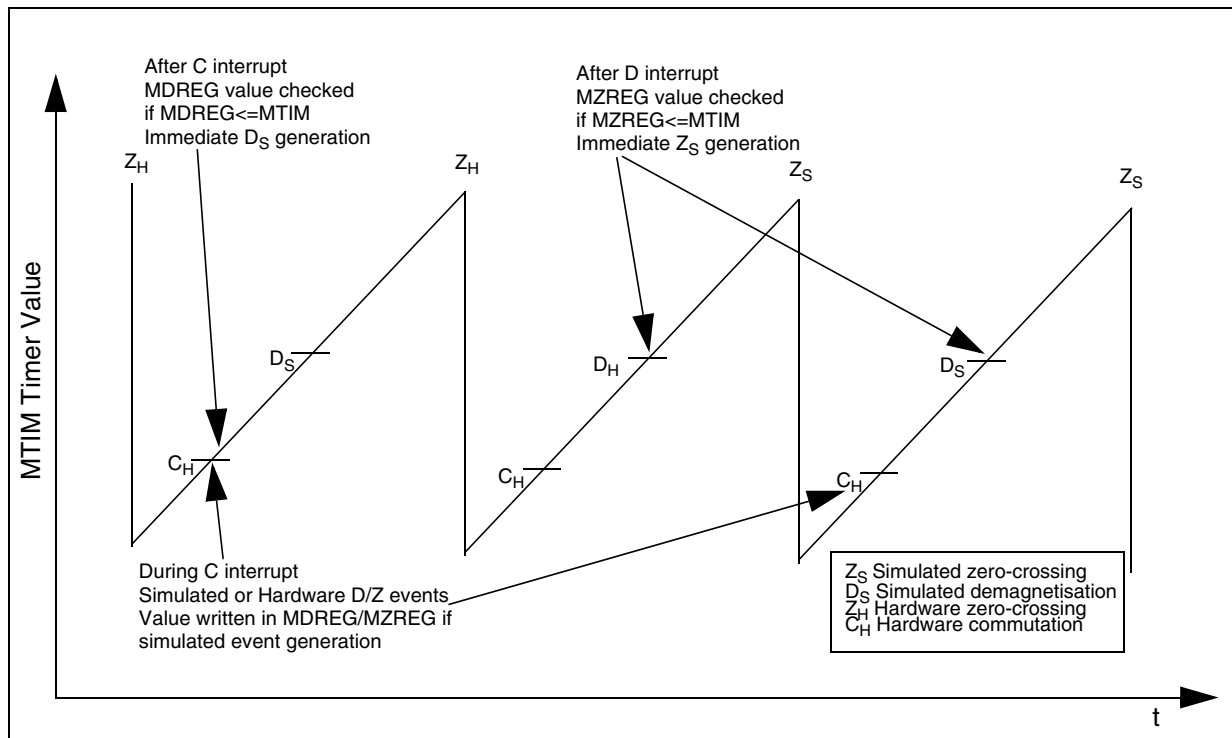 After C interrupt
MDREG value checked
if MDREG<=MTIM
Immediate DS generation
After D interrupt
MZREG value checked
if MZREG<=MTIM
Immediate ZS generation
ZH
ZH
ZS
ZS
MTIM Timer Value
DS
DH
DS
CH
CH
CH
During C interrupt
Simulated or Hardware D/Z events
Value written in MDREG/MZREG if
simulated event generation
ZS Simulated zero-crossing
DS Simulated demagnetisation
ZH Hardware zero-crossing
CH Hardware commutation
t